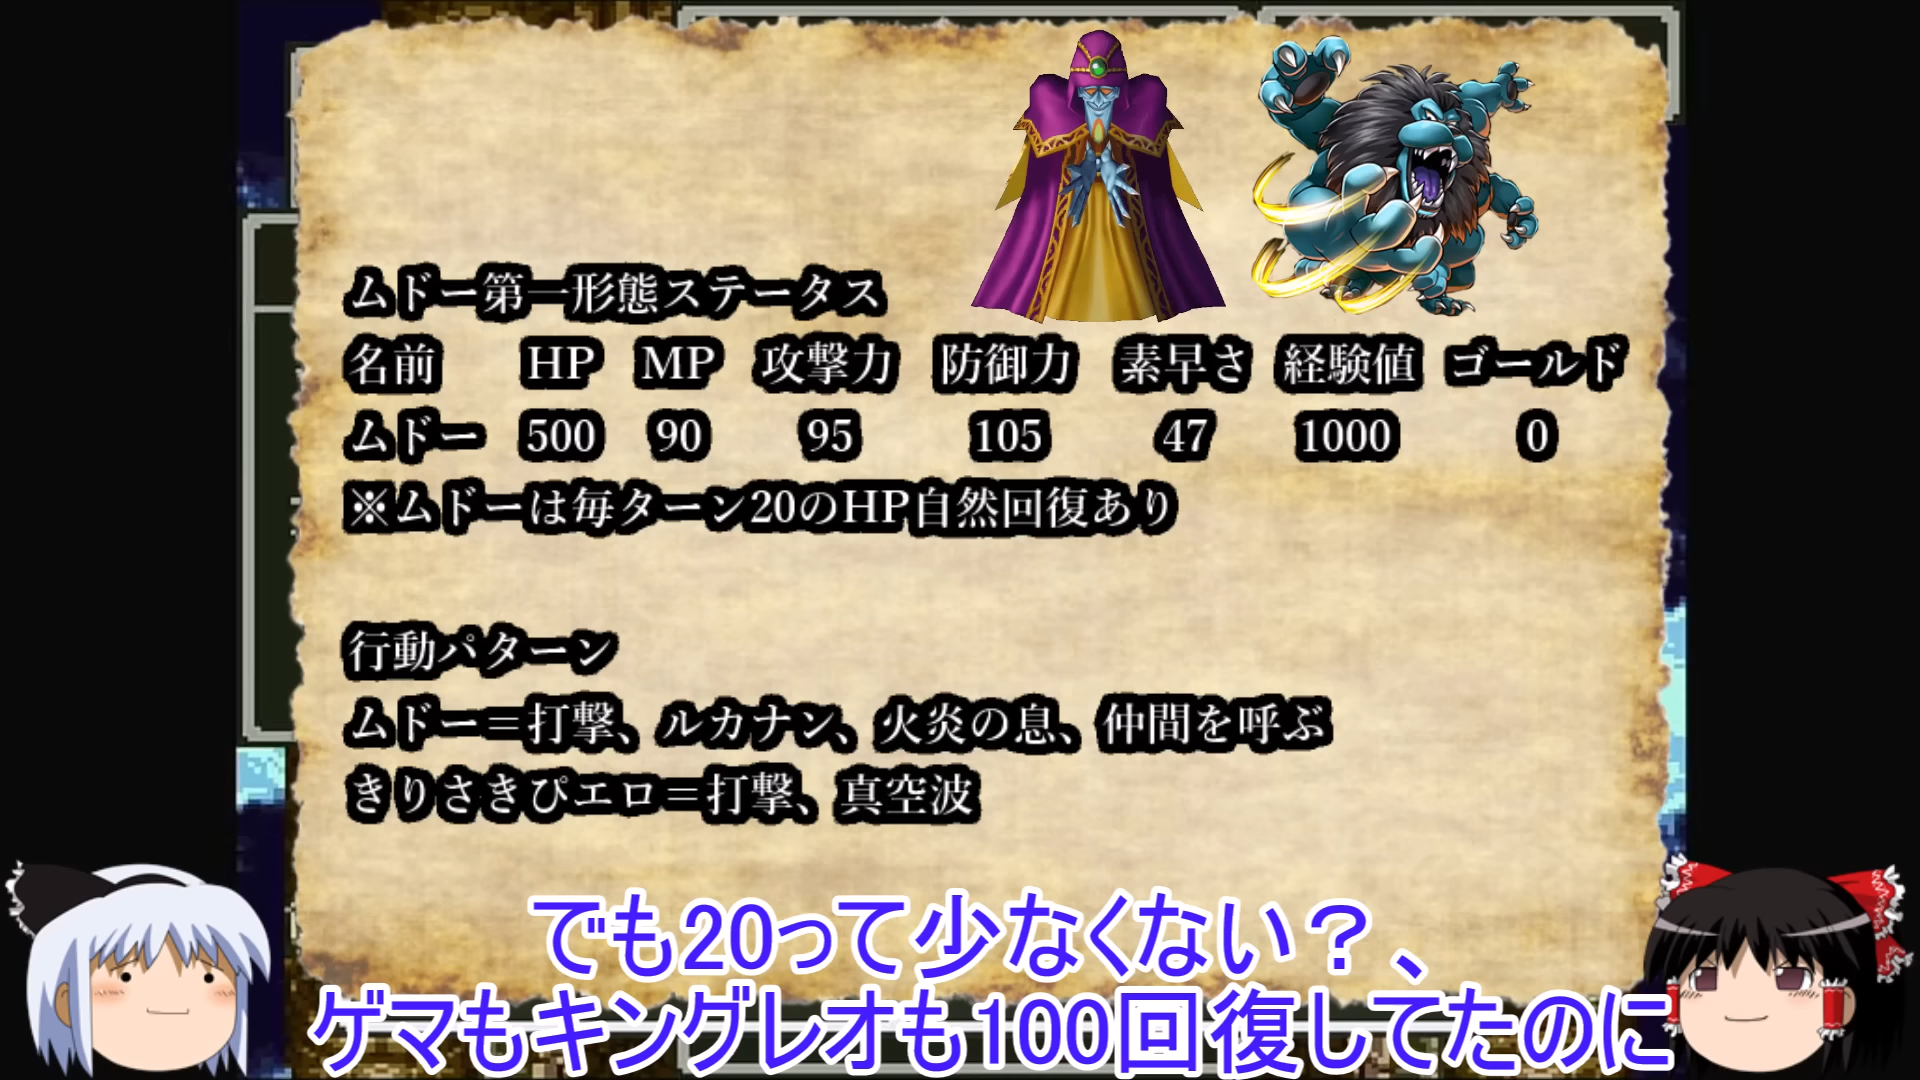 ムドー第一形態ステータス
名前 HP MP 攻撃力 防御力 素早さ 経験値 ゴールド
ムドー 500 90 95 105 47 1000 0
※ムドーは毎ターン20のHP自然回復あり
行動パターン
ムドー＝打撃、ルカナン、火炎の息、仲間を呼ぶ
きりさきぴエロ＝打撃、真空波
でも20って少なくない？、
ゲマもキングレオも100回復してたのに